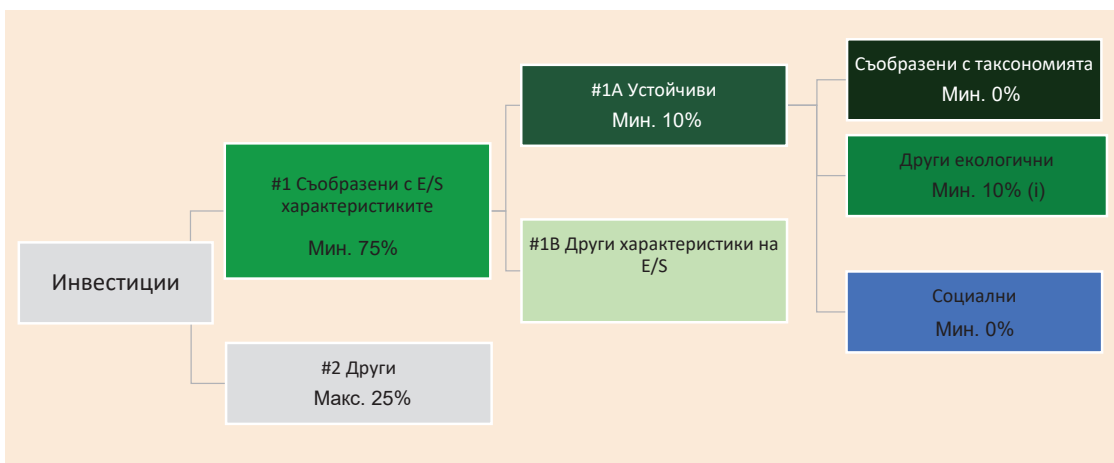 Инвестиции
#1 Съобразени с E/S
характеристиките
Мин. 75%
#2 Други
Макс. 25%
#1A Устойчиви
Мин. 10%
#1B Други характеристики на
E/S
Съобразени с таксономията
Мин. 0%
Други екологични
Мин. 10% (i)
Социални
Мин. 0%